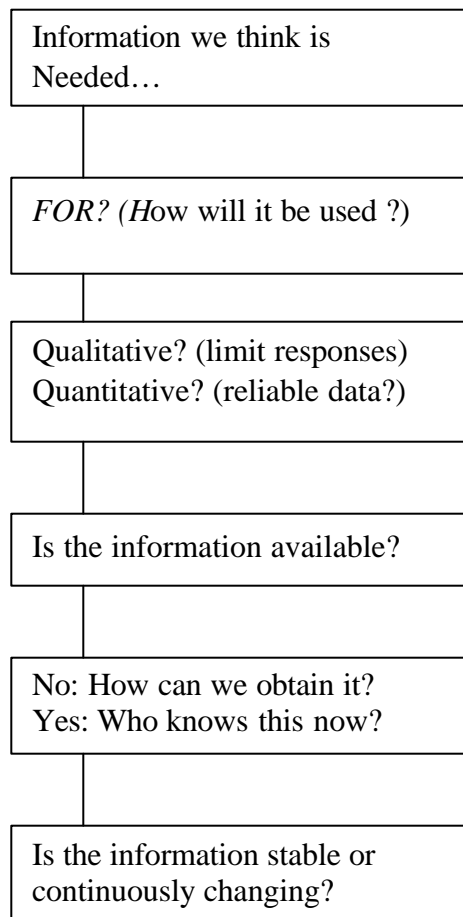 Information we think is
Needed…
FOR? (How will it be used ?)
Qualitative? (limit responses)
Quantitative? (reliable data?)
Is the information available?
No: How can we obtain it?
Yes: Who knows this now?
Is the information stable or
continuously changing?